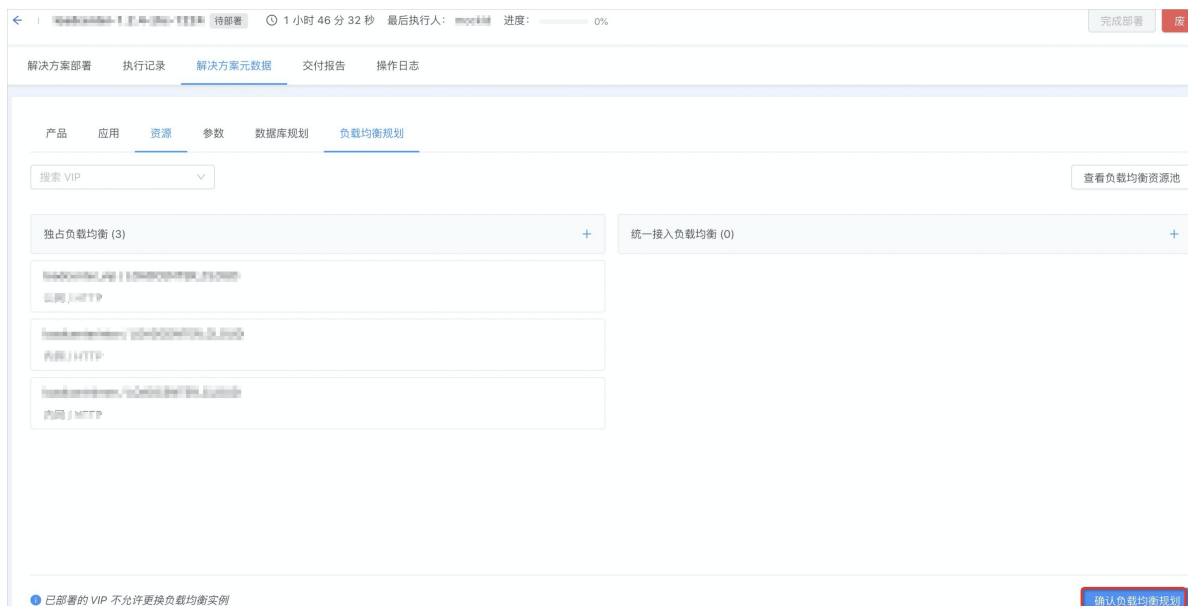 待部署 1 小时 46 分 32 秒 最后执行人： 进度： 0% 完成部署 废
解决方案部署 执行记录 解决方案元数据 交付报告 操作日志
产品 应用 资源 参数 数据库规划 负载均衡规划
搜索 VIP 查看负载均衡资源池
独占负载均衡 (3) + 统一接入负载均衡 (0) +
已部署的 VIP 不允许更换负载均衡实例 确认负载均衡规划